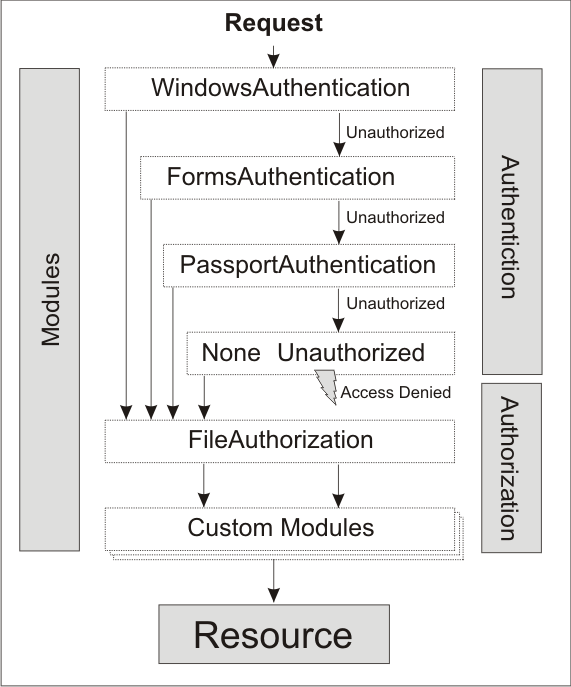 Request
WindowsAuthentication
Unauthorized
FormsAuthentication
Unauthorized
PassportAuthentication
Unauthorized
None Unauthorized
Access Denied
FileAuthorization
Custom Modules
Resource
Modules
Authentiction
Authorization